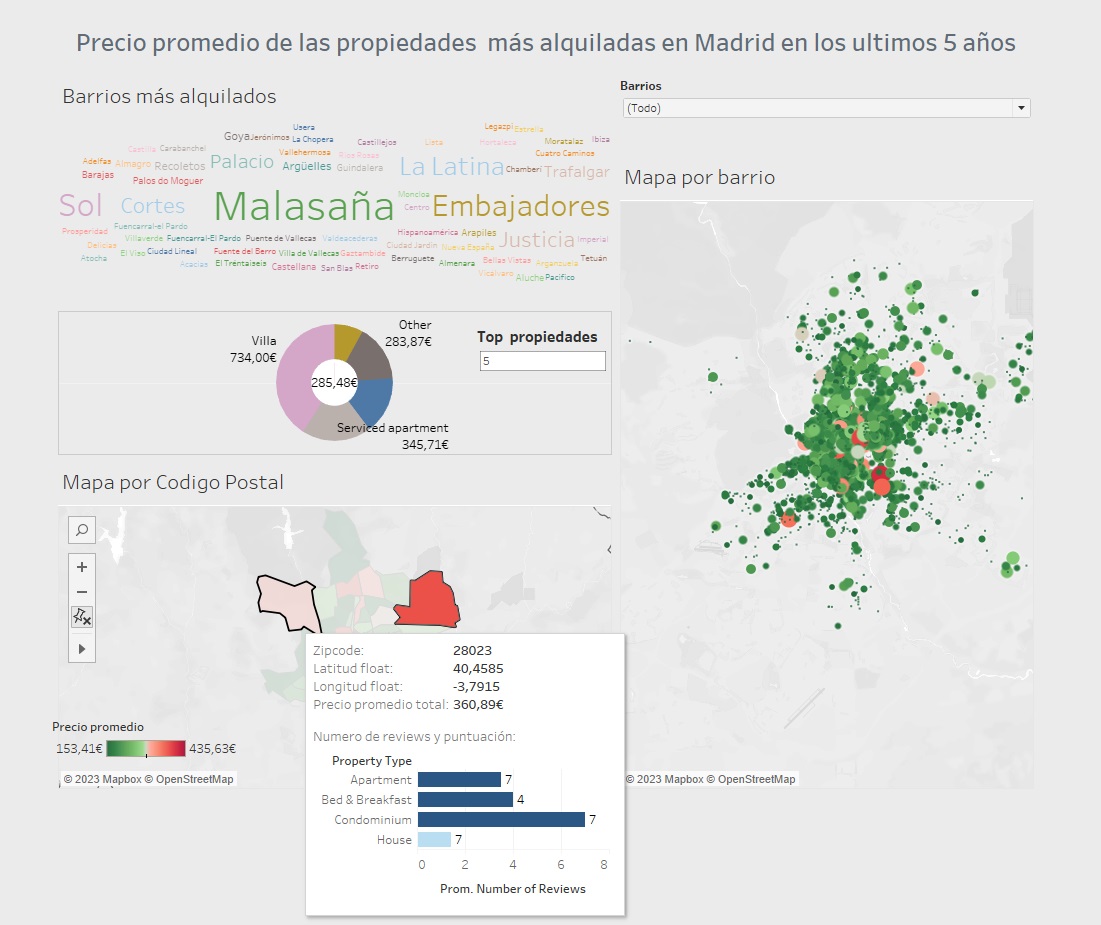 Precio promedio de las propiedades más alquiladas en Madrid en los ultimos 5 años
Barrios más alquilados
Usera
Legazpi Estrella
Goya Jerónimos La Chopera
Castillejos
Lista
Hortaleza
Moratalaz
Ibiza
Castilla Carabanchel
Vallehermosa
Rios Rosas
Cuatro Caminos
Adelfas Almagro Recoletos Palacio Argüelles Guindalera La Latina Chamberí Trafalgar
Barajas
Palos do Moguer
Sol Cortes Malasaña Moncloa Embajadores
Centro
Fuencarral-el Pardo
Prosperidad
Villaverde Fuencarral-El Pardo Puente de Vallecas Valdeacederas
Hispanoamérica Arapiles Justicia Imperial
Delicias
Ciudad Jardin Nueva España
Atocha
El Viso Ciudad Lineal Fuente del Berro Villa de Vallecas Gaztambide
Berruguete Almenara Bellas Vistas Arganzuela Tetuán
Acacias El Trentaiseis Castellana San Blas Retiro
Vicalvaro Aluche Pacifico
Barrios
(Todo)
Mapa por barrio
Villa
734,00€
Other
283,87€
285,48€
Serviced apartment
345,71€
Top propiedades
5
Mapa por Codigo Postal
Precio promedio
153,41€ 435,63€
© 2023 Mapbox © OpenStreetMap
Zipcode: 28023
Latitud float: 40,4585
Longitud float: -3,7915
Precio promedio total: 360,89€
Numero de reviews y puntuación:
Property Type
Apartment 7
Bed & Breakfast 4
Condominium 7
House 7
0 2 4 6 8
Prom. Number of Reviews
© 2023 Mapbox © OpenStreetMap